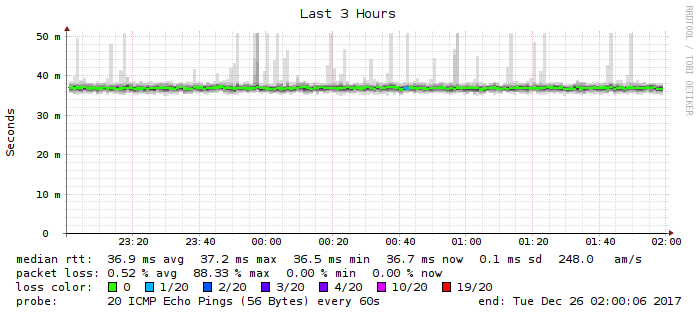 Last 3 Hours
RRDTOOL / TOBI OETIKER
Seconds
50 m
40 m
30 m
20 m
10 m
0
23:20 23:40 00:00 00:20 00:40 01:00 01:20 01:40 02:00
median rtt: 36.9 ms avg 37.2 ms max 36.5 ms min 36.7 ms now 0.1 ms sd 248.0 am/s
packet loss: 0.52 % avg 88.33 % max 0.00 % min 0.00 % now
loss color: 0 1/20 2/20 3/20 4/20 10/20 19/20
probe: 20 ICMP Echo Pings (56 Bytes) every 60s end: Tue Dec 26 02:00:06 2017